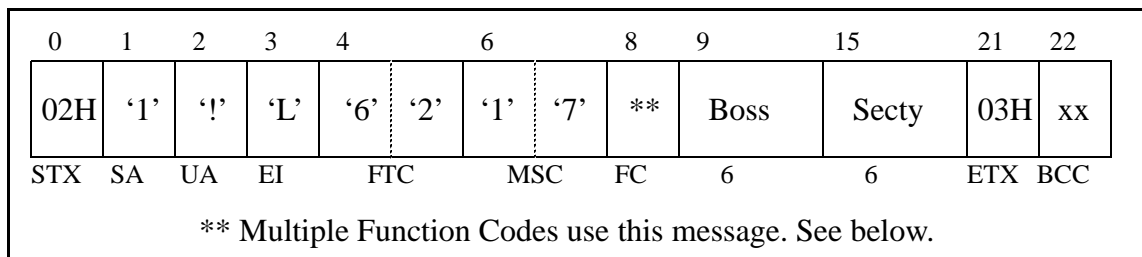 0 1 2 3 4 6 8 9 15 21 22
02H ‘1’ ‘!’ ‘L’ ‘6’ ‘2’ ‘1’ ‘7’ ** Boss Secty 03H xx
STX SA UA EI FTC MSC FC 6 6 ETX BCC
** Multiple Function Codes use this message. See below.